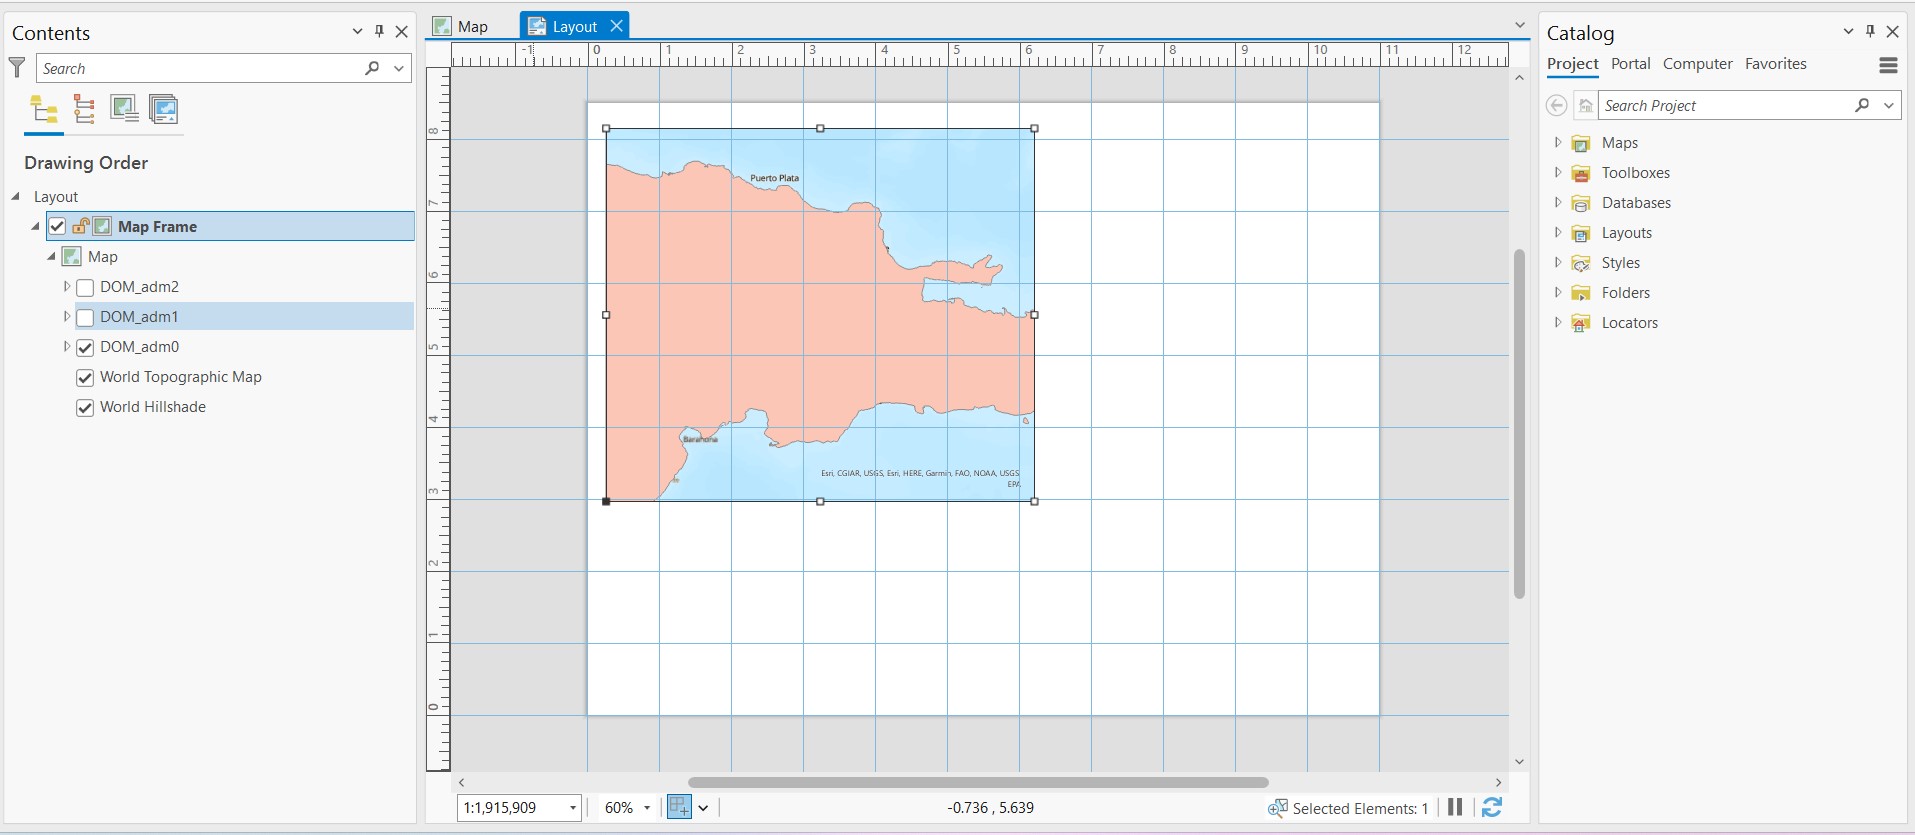 Contents
Search
Drawing Order
Layout
Map Frame
Map
DOM_adm2
DOM_adm1
DOM_adm0
World Topographic Map
World Hillshade
Map
Layout
-1 0 1 2 3 4 5 6 7 8 9 10 11 12
8
7
6
5
4
3
2
1
0
Puerto Plata
Barahona
Esri, CGIAR, USGS, Esri, HERE, Garmin, FAO, NOAA, USGS
EPA
1:1,915,909
60%
-0.736 , 5.639
Selected Elements: 1
Catalog
Project Portal Computer Favorites
Search Project
Maps
Toolboxes
Databases
Layouts
Styles
Folders
Locators